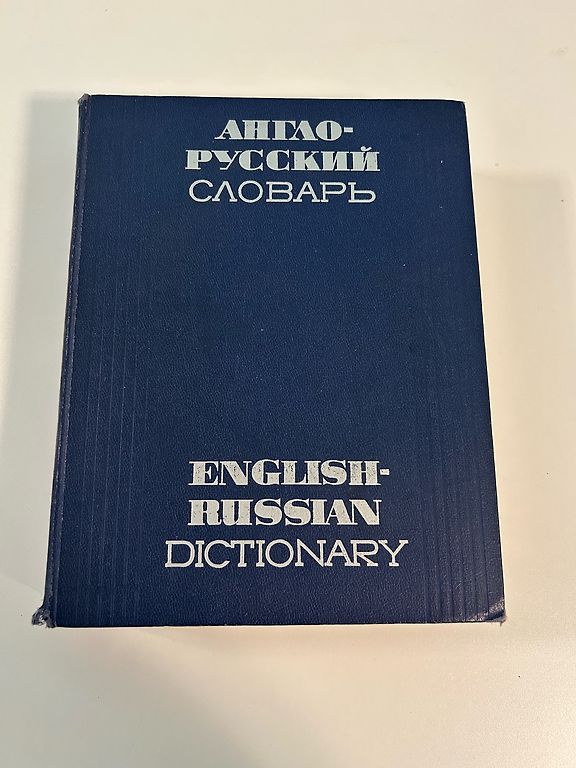 АНГЛО-
РУССКИЙ
СЛОВАРЬ
ENGLISH-
RUSSIAN
DICTIONARY